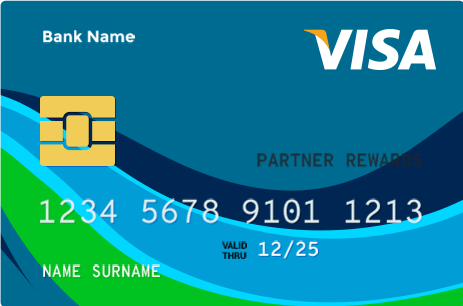 Bank Name
VISA
PARTNER REWARDS
1234 5678 9101 1213
VALID
THRU
12/25
NAME SURNAME